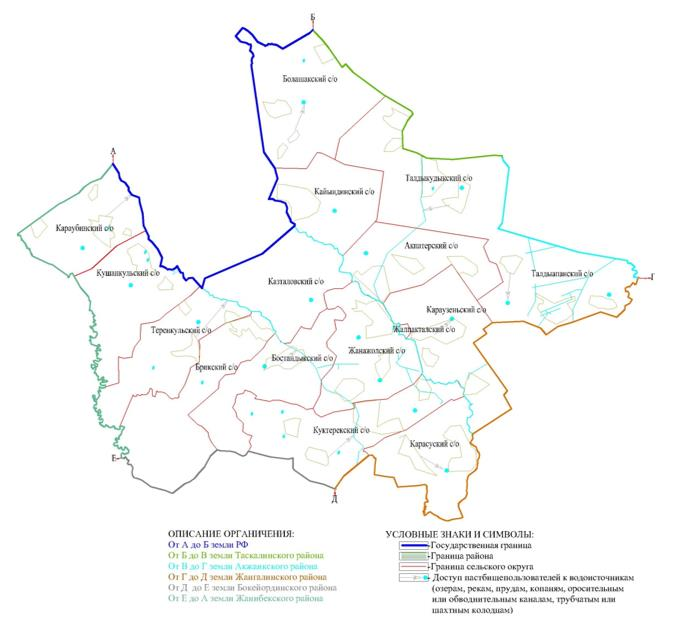 Б
Болашакский с/о
А
Талдыкудыкский с/о
Кайындинский с/о
Караубинский с/о
Акпатерский с/о
Кушанкульский с/о
Талдыапанский с/о
Г
Казталовский с/о
Караузеньский с/о
Теренкульский с/о
Жалпакталский с/о
Жанажолский с/о
Брикский с/о
Бостандыкский с/о
Куктерекский с/о
Карасуский с/о
Е
Д
ОПИСАНИЕ ОРГАНИЧЕНИЯ:
От А до Б земли РФ
От Б до В земли Таскалинского района
От В до Г земли Акжаикского района
От Г до Д земли Жангалинского района
От Д до Е земли Бокейординского района
От Е до А земли Жанибекского района
УСЛОВНЫЕ ЗНАКИ И СИМВОЛЫ:
-Государственная граница
-Граница района
-Граница сельского округа
- Доступ пастбищепользователей к водоисточникам
(озерам, рекам, прудам, копаням, оросительным
или обводнительным каналам, трубчатым или
шахтным колодцам)